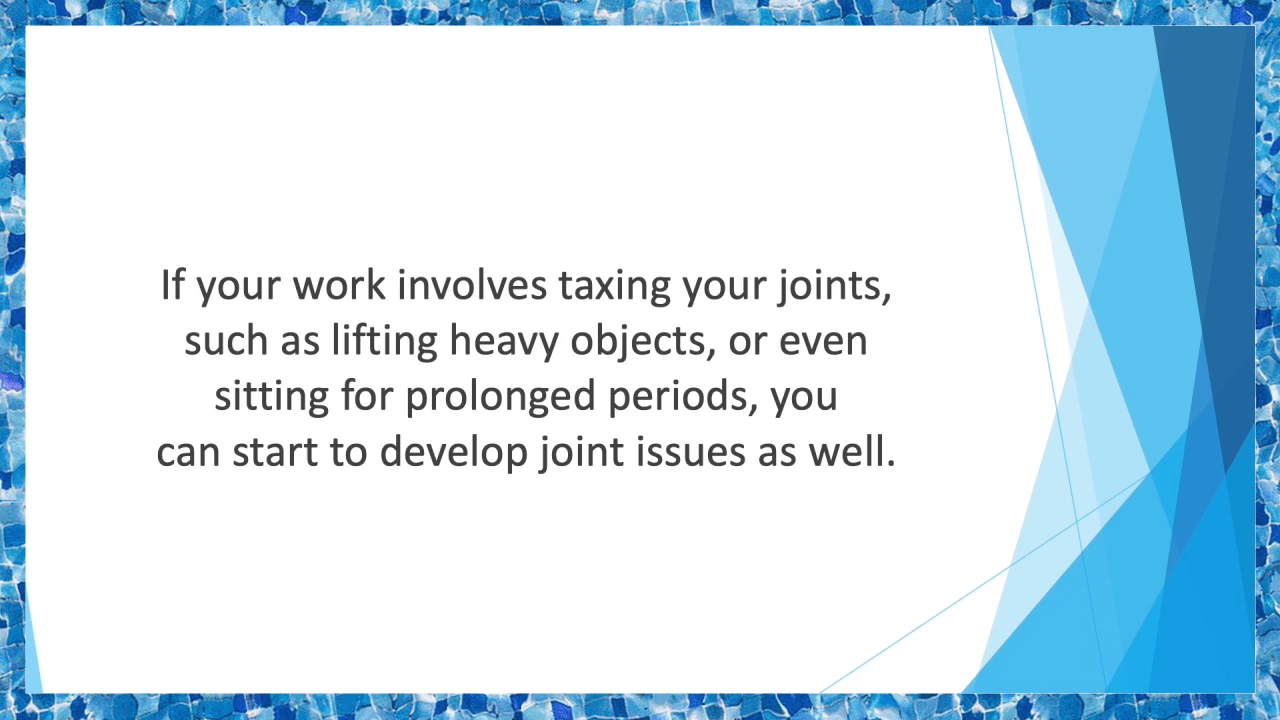 If your work involves taxing your joints,
such as lifting heavy objects, or even
sitting for prolonged periods, you
can start to develop joint issues as well.